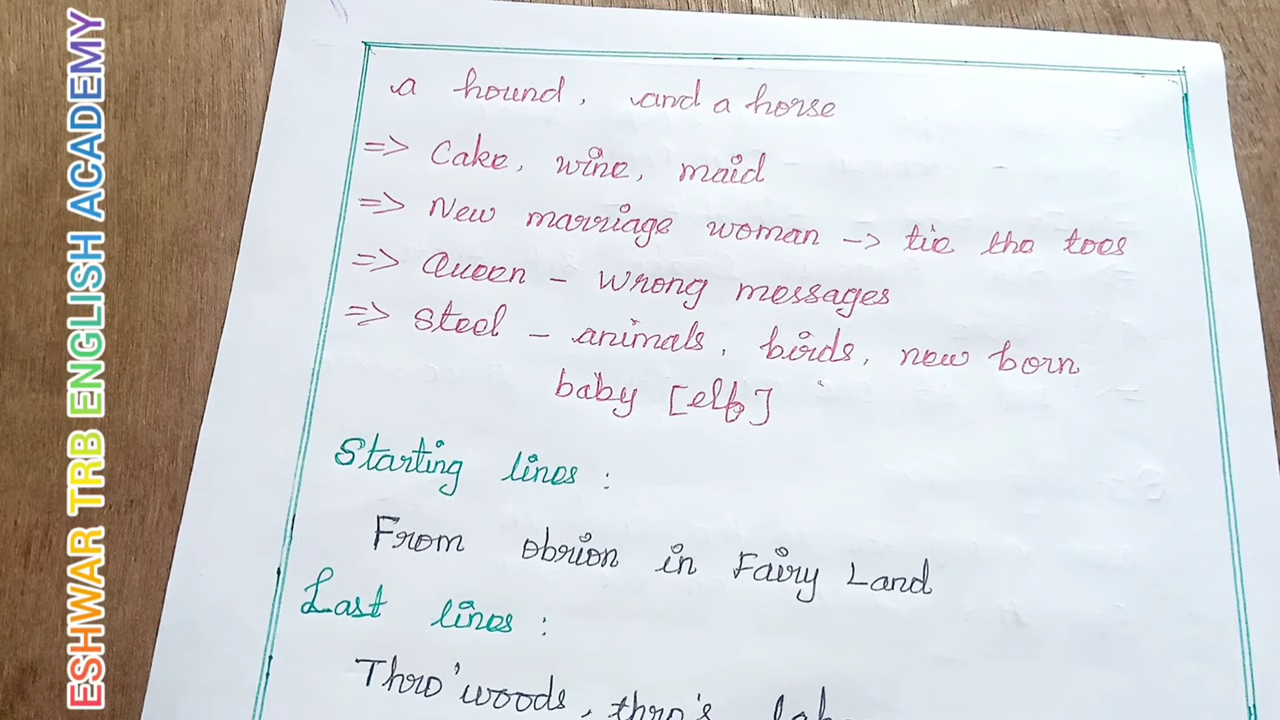 ESHWAR TRB ENGLISH ACADEMY
a hound, and a horse
=> Cake, wine, maid
=> New marriage woman -> tie the toes
=> Queen - wrong messages
=> steel - animals, birds, new born
baby [elf]
Starting lines:
From obrion in Fairy Land
Last lines:
Thro' woods, thro'